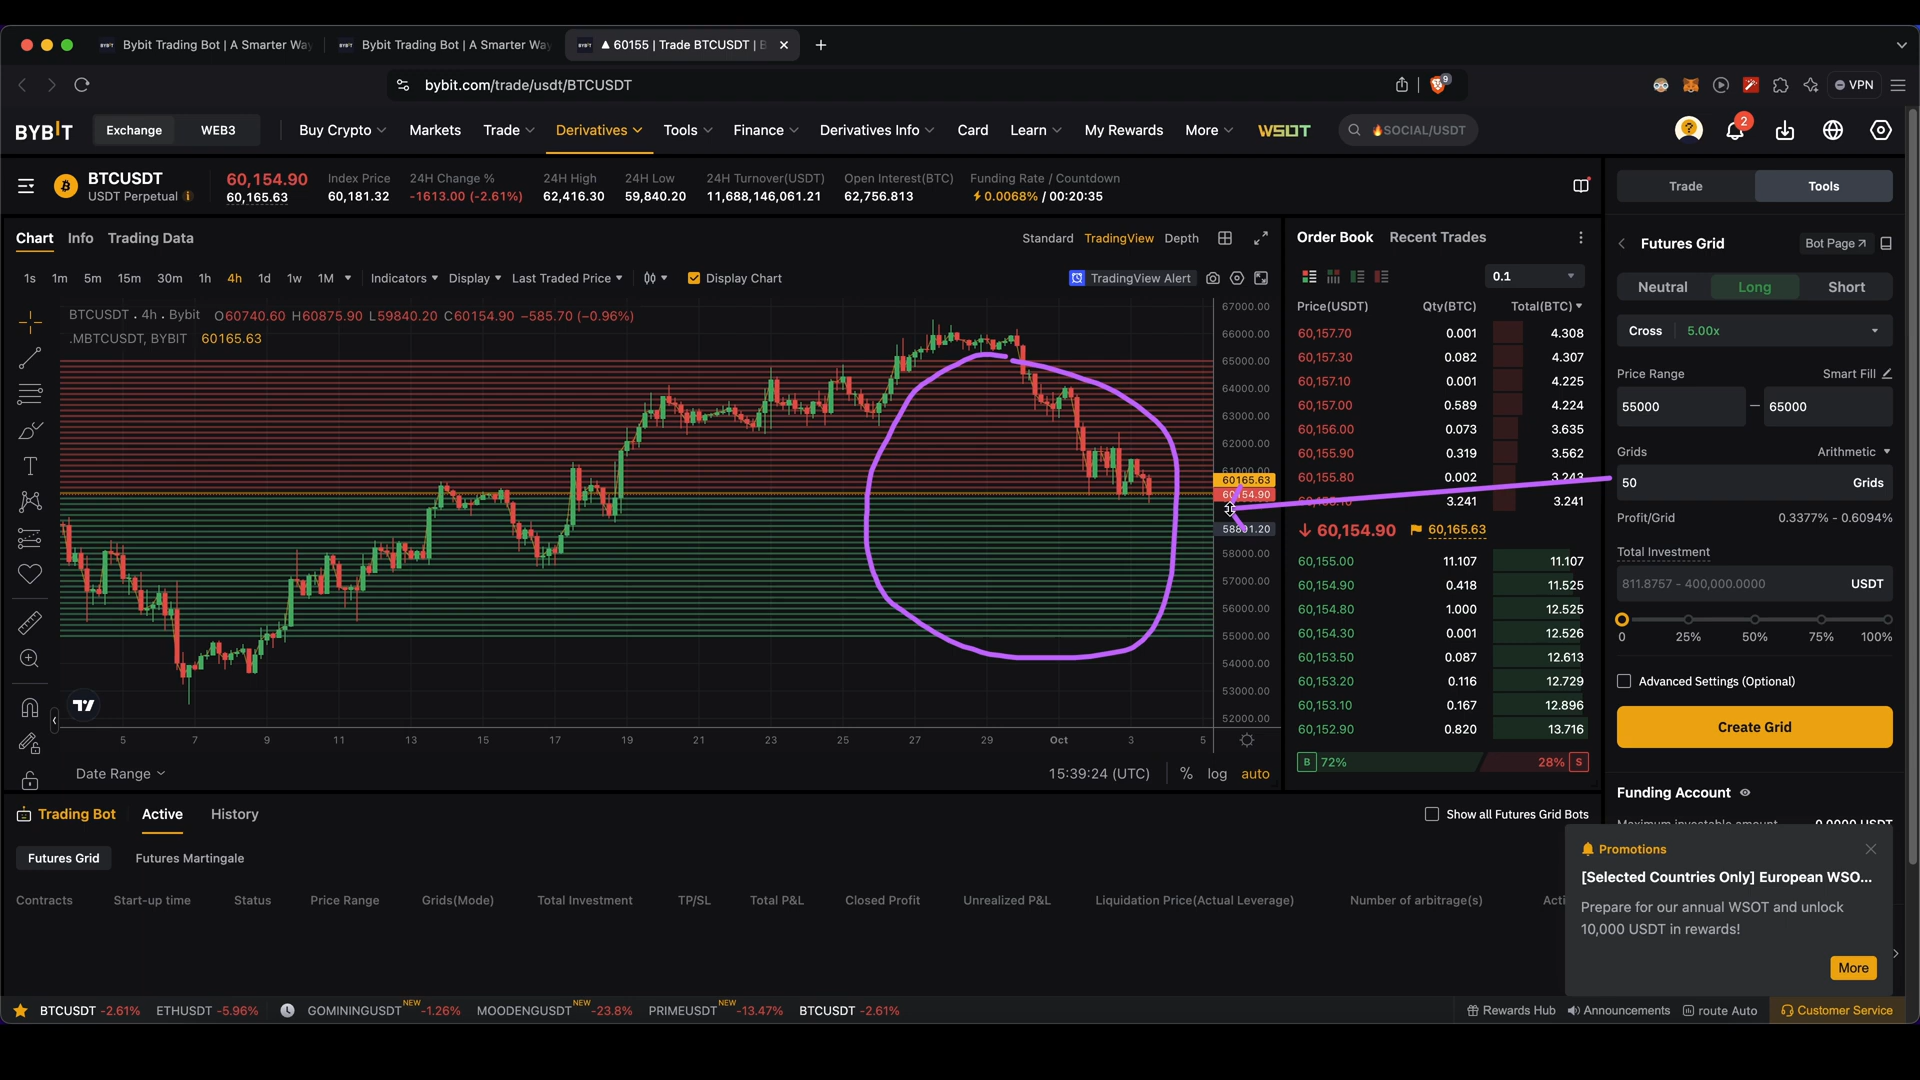 Bybit Trading Bot | A Smarter Wa
Bybit Trading Bot | A Smarter Way
▲ 60155 | Trade BTCUSDT | B
bybit.com/trade/usdt/BTCUSDT
9
VPN
BYBIT
Exchange
WEB3
Buy Crypto
Markets
Trade
Derivatives
Tools
Finance
Derivatives Info
Card
Learn
My Rewards
More
WSOT
🔥SOCIAL/USDT
2
BTCUSDT
USDT Perpetual
60,154.90
60,165.63
Index Price
60,181.32
24H Change %
-1613.00 (-2.61%)
24H High
62,416.30
24H Low
59,840.20
24H Turnover(USDT)
11,688,146,061.21
Open Interest(BTC)
62,756.813
Funding Rate / Countdown
0.0068% / 00:20:35
Trade
Tools
Chart
Info
Trading Data
Standard
TradingView
Depth
1s 1m 5m 15m 30m 1h 4h 1d 1w 1M
Indicators
Display
Last Traded Price
Display Chart
TradingView Alert
BTCUSDT . 4h . Bybit O60740.60 H60875.90 L59840.20 C60154.90 −585.70 (−0.96%)
.MBTCUSDT, BYBIT 60165.63
67000.00
66000.00
65000.00
64000.00
63000.00
62000.00
61000.00
60165.63
58000.00
57000.00
56000.00
55000.00
54000.00
53000.00
52000.00
5 7 9 11 13 15 17 19 21 23 25 27 29 Oct 3 5
Date Range
15:39:24 (UTC)
% log auto
Order Book
Recent Trades
0.1
Price(USDT) Qty(BTC) Total(BTC)
60,157.70 0.001 4.308
60,157.30 0.082 4.307
60,157.10 0.001 4.225
60,157.00 0.589 4.224
60,156.00 0.073 3.635
60,155.90 0.319 3.562
60,155.80 0.002 3.243
3.241 3.241
↓ 60,154.90 60,165.63
60,155.00 11.107 11.107
60,154.90 0.418 11.525
60,154.80 1.000 12.525
60,154.30 0.001 12.526
60,153.50 0.087 12.613
60,153.20 0.116 12.729
60,153.10 0.167 12.896
60,152.90 0.820 13.716
B 72% 28% S
Futures Grid
Bot Page
Neutral
Long
Short
Cross 5.00x
Price Range
Smart Fill
55000 — 65000
Grids
Arithmetic
50 Grids
Profit/Grid 0.3377% - 0.6094%
Total Investment
811.8757 - 400,000.0000 USDT
0 25% 50% 75% 100%
Advanced Settings (Optional)
Create Grid
Funding Account
Trading Bot
Active
History
Show all Futures Grid Bots
Futures Grid
Futures Martingale
Contracts
Start-up time
Status
Price Range
Grids(Mode)
Total Investment
TP/SL
Total P&L
Closed Profit
Unrealized P&L
Liquidation Price(Actual Leverage)
Number of arbitrage(s)
Acti
Promotions
[Selected Countries Only] European WSO...
Prepare for our annual WSOT and unlock
10,000 USDT in rewards!
More
BTCUSDT -2.61%
ETHUSDT -5.96%
GOMININGUSDT NEW -1.26%
MOODENGUSDT NEW -23.8%
PRIMEUSDT NEW -13.47%
BTCUSDT -2.61%
Rewards Hub
Announcements
route Auto
Customer Service